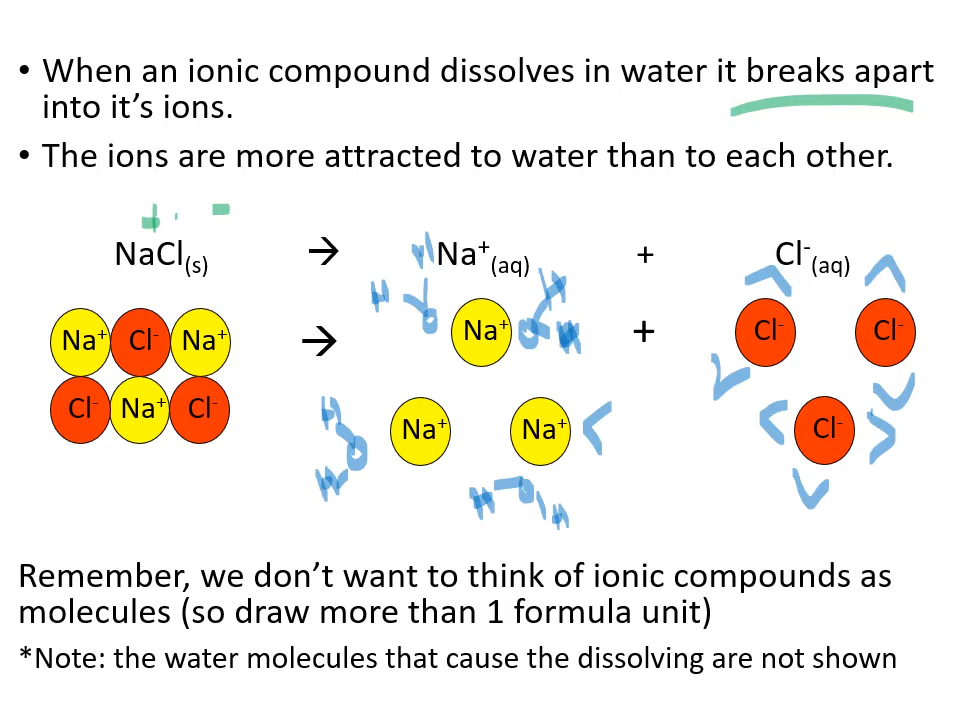 • When an ionic compound dissolves in water it breaks apart
into it's ions.
• The ions are more attracted to water than to each other.
+ -
NaCl(s) → Na⁺(aq) + Cl⁻(aq)
H
H O O H H
Na⁺ Cl⁻ Na⁺ → Na⁺ + Cl⁻ Cl⁻
Cl⁻ Na⁺ Cl⁻ Na⁺ Na⁺ Cl⁻
H O H
H O H
Remember, we don't want to think of ionic compounds as
molecules (so draw more than 1 formula unit)
*Note: the water molecules that cause the dissolving are not shown